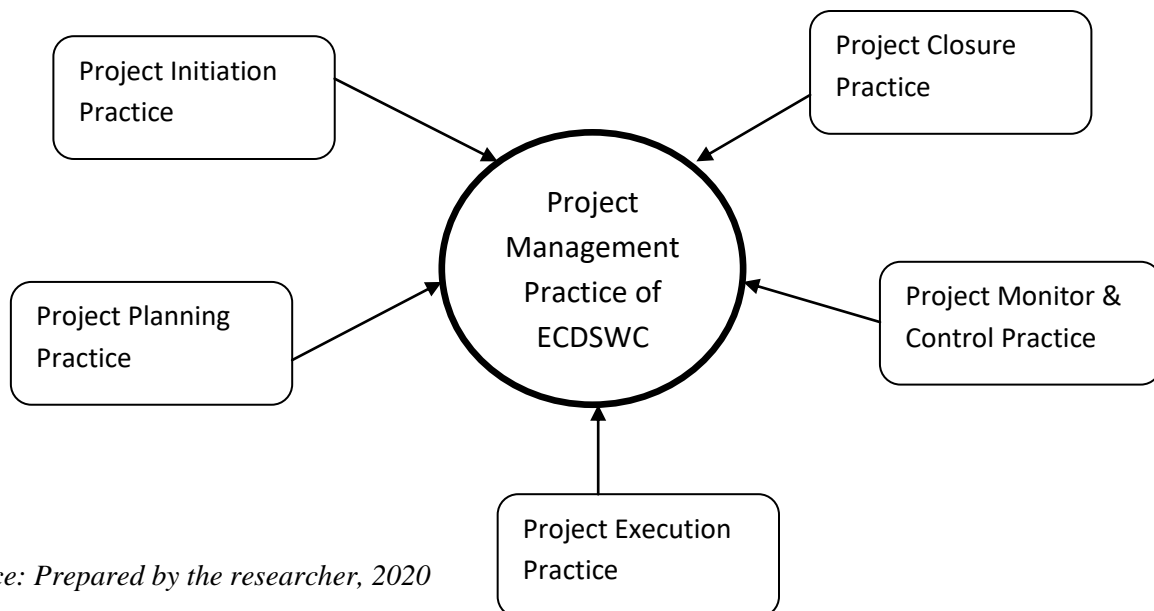 Project Initiation
Practice
Project Closure
Practice
Project
Management
Practice of
ECDSWC
Project Planning
Practice
Project Monitor &
Control Practice
Project Execution
Practice
ce: Prepared by the researcher, 2020